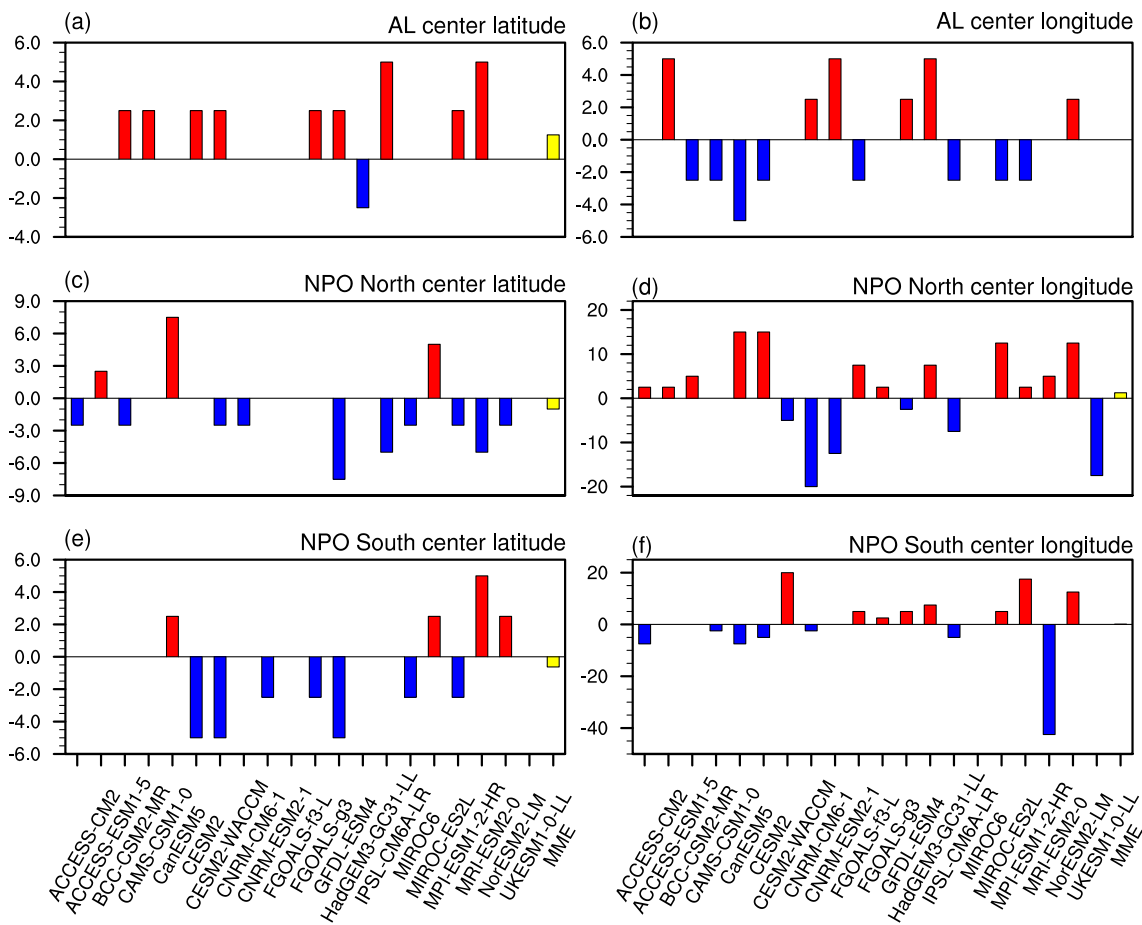 (a)
AL center latitude
6.0
4.0
2.0
0.0
-2.0
-4.0
(b)
AL center longitude
6.0
4.0
2.0
0.0
-2.0
-4.0
-6.0
(c)
NPO North center latitude
9.0
6.0
3.0
0.0
-3.0
-6.0
-9.0
(d)
NPO North center longitude
20
10
0
-10
-20
(e)
NPO South center latitude
6.0
4.0
2.0
0.0
-2.0
-4.0
-6.0
(f)
NPO South center longitude
20
0
-20
-40
ACCESS-CM2
ACCESS-ESM1-5
BCC-CSM2-MR
CAMS-CSM1-0
CanESM5
CESM2
CESM2-WACCM
CNRM-CM6-1
CNRM-ESM2-1
FGOALS-f3-L
FGOALS-g3
GFDL-ESM4
HadGEM3-GC31-LL
IPSL-CM6A-LR
MIROC6
MIROC-ES2L
MPI-ESM1-2-HR
MRI-ESM2-0
NorESM2-LM
UKESM1-0-LL
MME
ACCESS-CM2
ACCESS-ESM1-5
BCC-CSM2-MR
CAMS-CSM1-0
CanESM5
CESM2
CESM2-WACCM
CNRM-CM6-1
CNRM-ESM2-1
FGOALS-f3-L
FGOALS-g3
GFDL-ESM4
HadGEM3-GC31-LL
IPSL-CM6A-LR
MIROC6
MIROC-ES2L
MPI-ESM1-2-HR
MRI-ESM2-0
NorESM2-LM
UKESM1-0-LL
MME